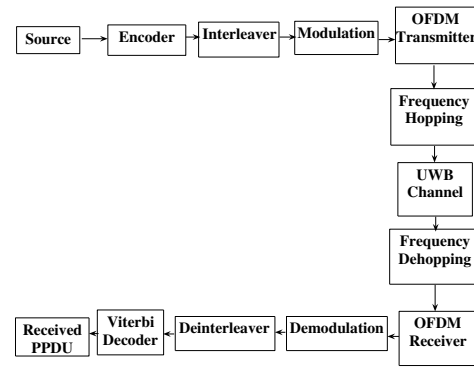 Source
Encoder
Interleaver
Modulation
OFDM
Transmitter
Frequency
Hopping
UWB
Channel
Frequency
Dehopping
OFDM
Receiver
Demodulation
Deinterleaver
Viterbi
Decoder
Received
PPDU